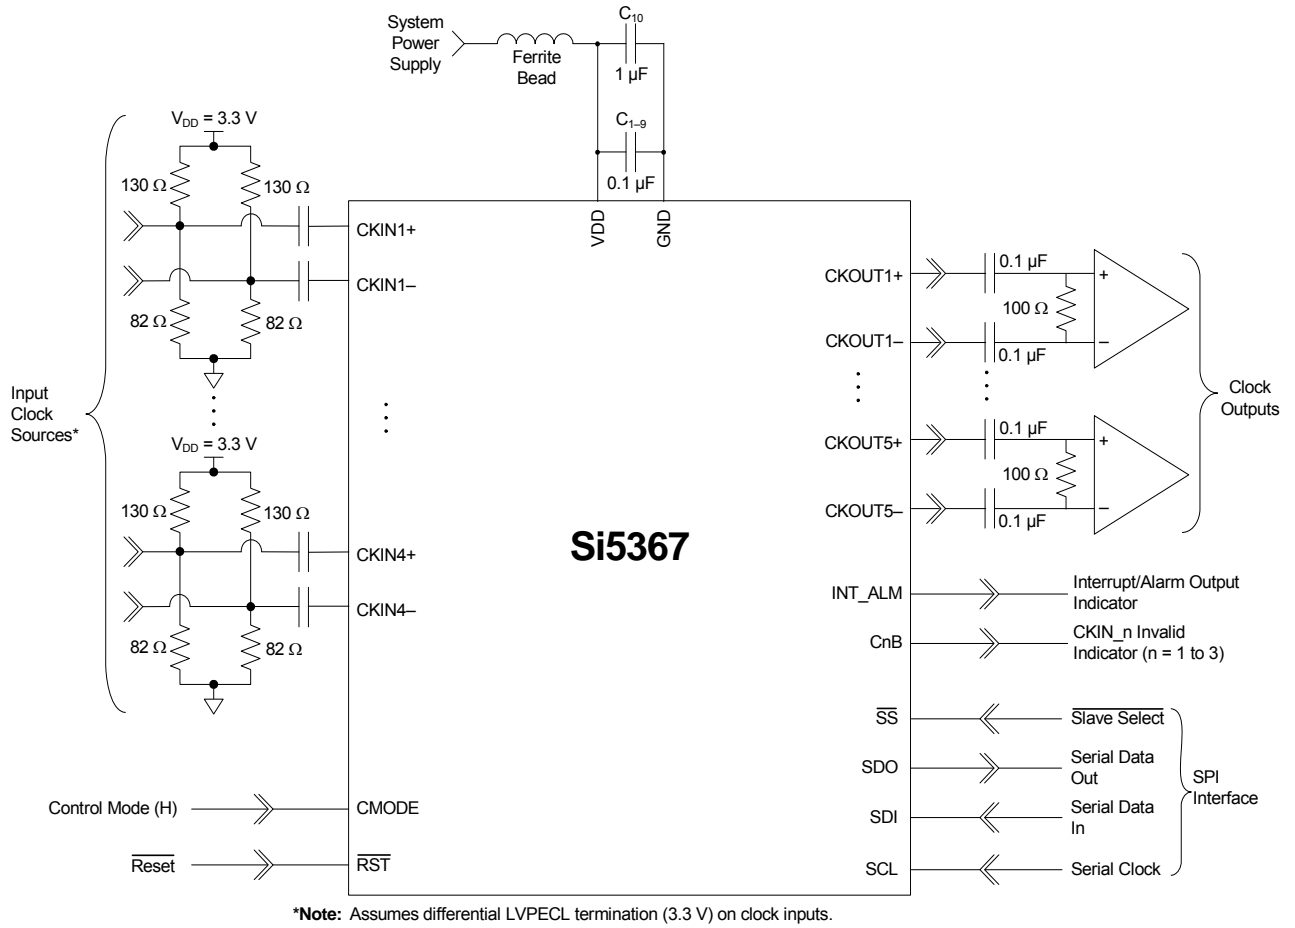 System
Power
Supply
Ferrite
Bead
C10
1 µF
C1–9
0.1 µF
VDD
GND
Input
Clock
Sources*
VDD = 3.3 V
130 Ω
130 Ω
82 Ω
82 Ω
VDD = 3.3 V
130 Ω
130 Ω
82 Ω
82 Ω
CKIN1+
CKIN1–
CKIN4+
CKIN4–
Control Mode (H)
CMODE
Reset
RST
Si5367
CKOUT1+
0.1 µF
100 Ω
+
–
CKOUT1–
0.1 µF
CKOUT5+
0.1 µF
100 Ω
+
–
CKOUT5–
0.1 µF
Clock
Outputs
INT_ALM
Interrupt/Alarm Output
Indicator
CnB
CKIN_n Invalid
Indicator (n = 1 to 3)
SS
Slave Select
SDO
Serial Data
Out
SDI
Serial Data
In
SCL
Serial Clock
SPI
Interface
*Note: Assumes differential LVPECL termination (3.3 V) on clock inputs.